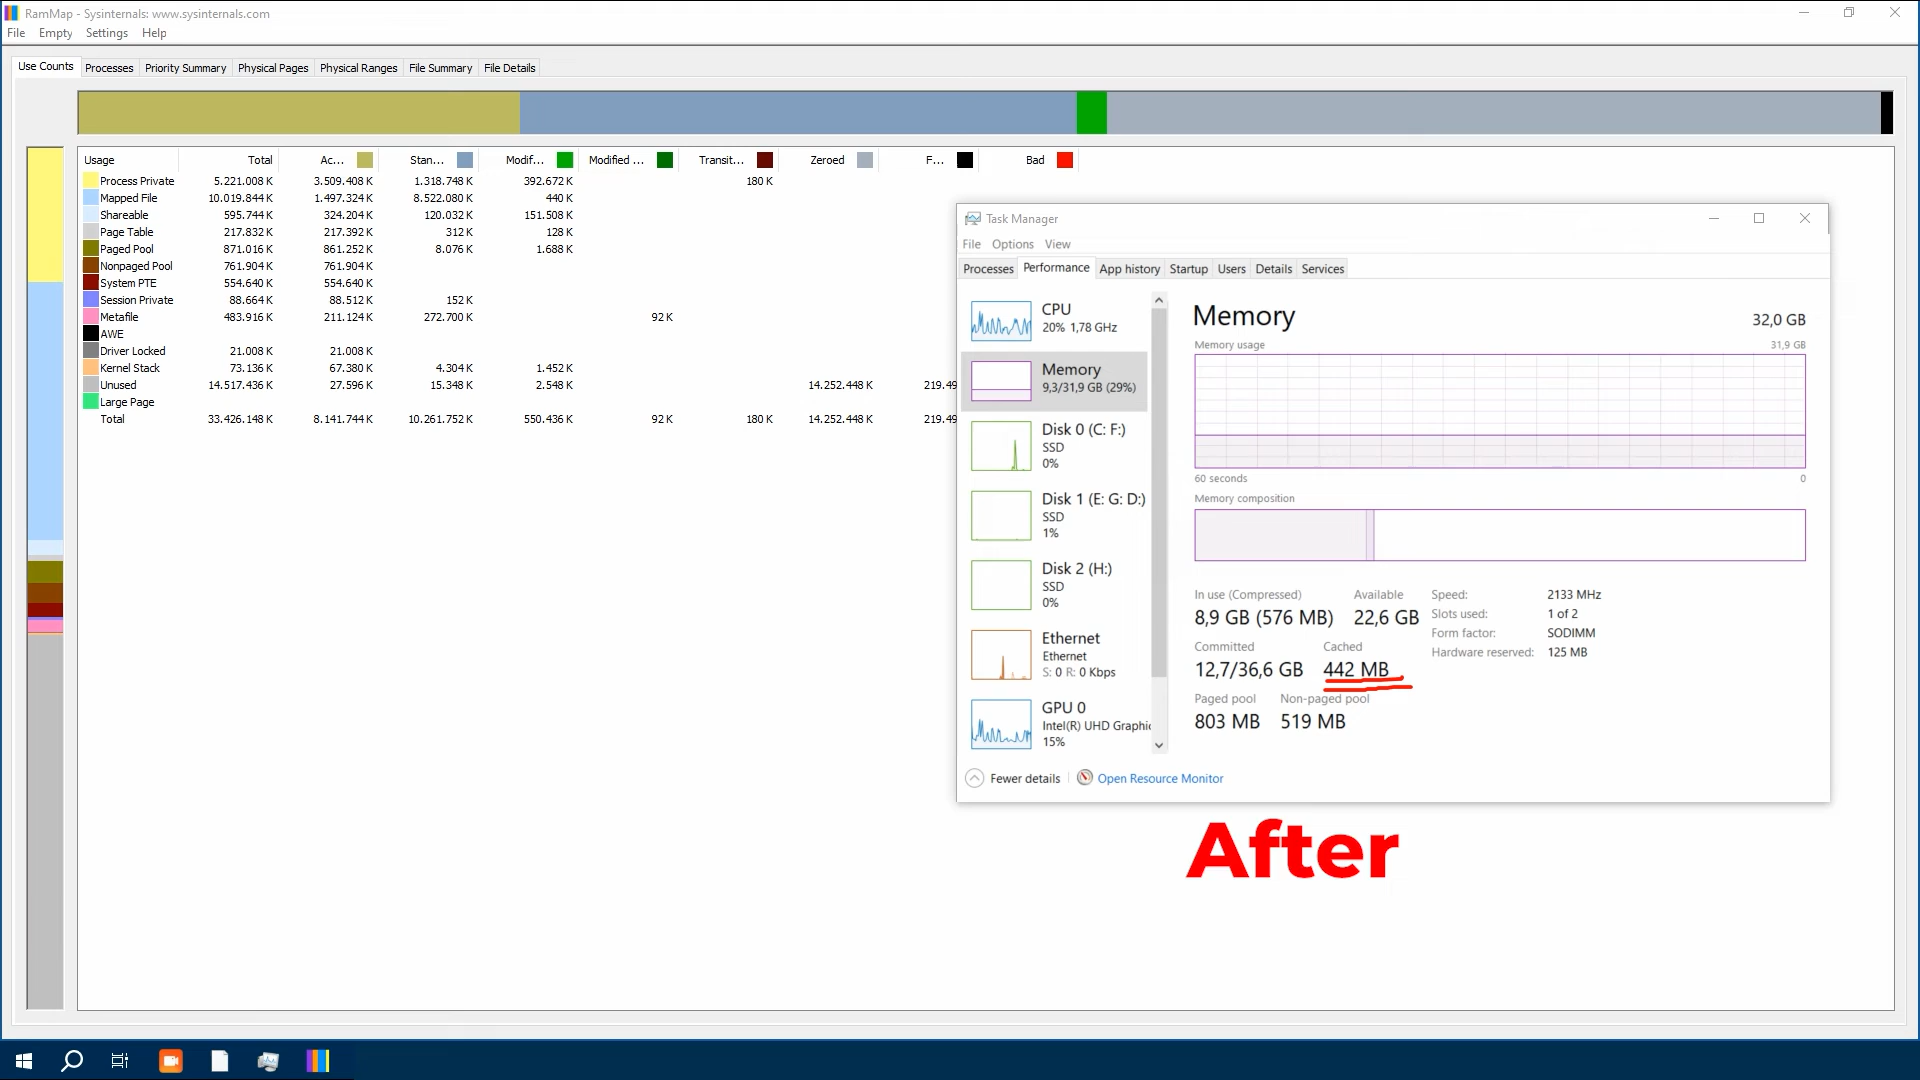 RamMap - Sysinternals: www.sysinternals.com
File Empty Settings Help
Use Counts Processes Priority Summary Physical Pages Physical Ranges File Summary File Details
Usage Total Ac... Stan... Modif... Modified ... Transit... Zeroed F... Bad
Process Private 5.221.008 K 3.509.408 K 1.318.748 K 392.672 K 180 K
Mapped File 10.019.844 K 1.497.324 K 8.522.080 K 440 K
Shareable 595.744 K 324.204 K 120.032 K 151.508 K
Page Table 217.832 K 217.392 K 312 K 128 K
Paged Pool 871.016 K 861.252 K 8.076 K 1.688 K
Nonpaged Pool 761.904 K 761.904 K
System PTE 554.640 K 554.640 K
Session Private 88.664 K 88.512 K 152 K
Metafile 483.916 K 211.124 K 272.700 K 92 K
AWE
Driver Locked 21.008 K 21.008 K
Kernel Stack 73.136 K 67.380 K 4.304 K 1.452 K
Unused 14.517.436 K 27.596 K 15.348 K 2.548 K 14.252.448 K 219.49
Large Page
Total 33.426.148 K 8.141.744 K 10.261.752 K 550.436 K 92 K 180 K 14.252.448 K 219.49
Task Manager
File Options View
Processes Performance App history Startup Users Details Services
CPU
20% 1,78 GHz
Memory
9,3/31,9 GB (29%)
Disk 0 (C: F:)
SSD
0%
Disk 1 (E: G: D:)
SSD
1%
Disk 2 (H:)
SSD
0%
Ethernet
Ethernet
S: 0 R: 0 Kbps
GPU 0
Intel(R) UHD Graphic
15%
Memory 32,0 GB
Memory usage 31,9 GB
60 seconds 0
Memory composition
In use (Compressed) Available
8,9 GB (576 MB) 22,6 GB
Committed Cached
12,7/36,6 GB 442 MB
Paged pool Non-paged pool
803 MB 519 MB
Speed: 2133 MHz
Slots used: 1 of 2
Form factor: SODIMM
Hardware reserved: 125 MB
Fewer details Open Resource Monitor
After